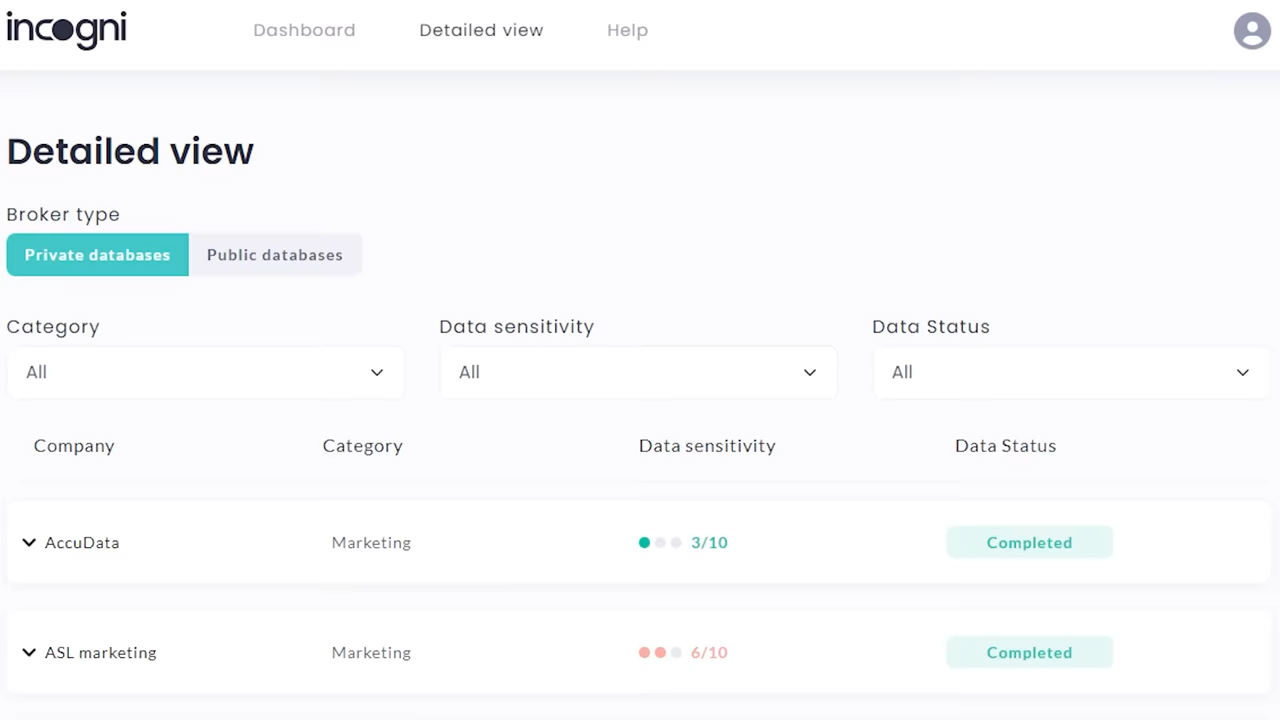 incogni Dashboard Detailed view Help
Detailed view
Broker type
Private databases Public databases
Category Data sensitivity Data Status
All All All
Company Category Data sensitivity Data Status
AccuData Marketing 3/10 Completed
ASL marketing Marketing 6/10 Completed